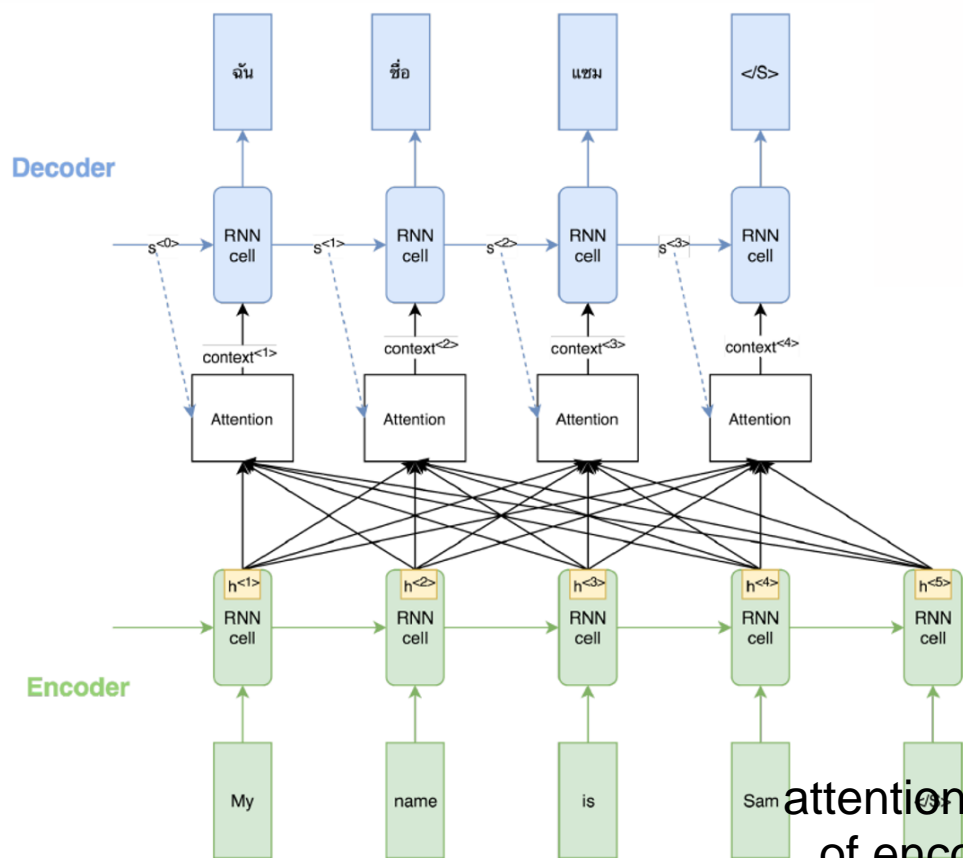 ฉัน ชื่อ แซม </S>
Decoder
RNN cell RNN cell RNN cell RNN cell
s<0> s<1> s<2> s<3>
context<1> context<2> context<3> context<4>
Attention Attention Attention Attention
h<1> h<2> h<3> h<4> h<5>
RNN cell RNN cell RNN cell RNN cell RNN cell
Encoder
My name is Sam </S>
attention
of enco